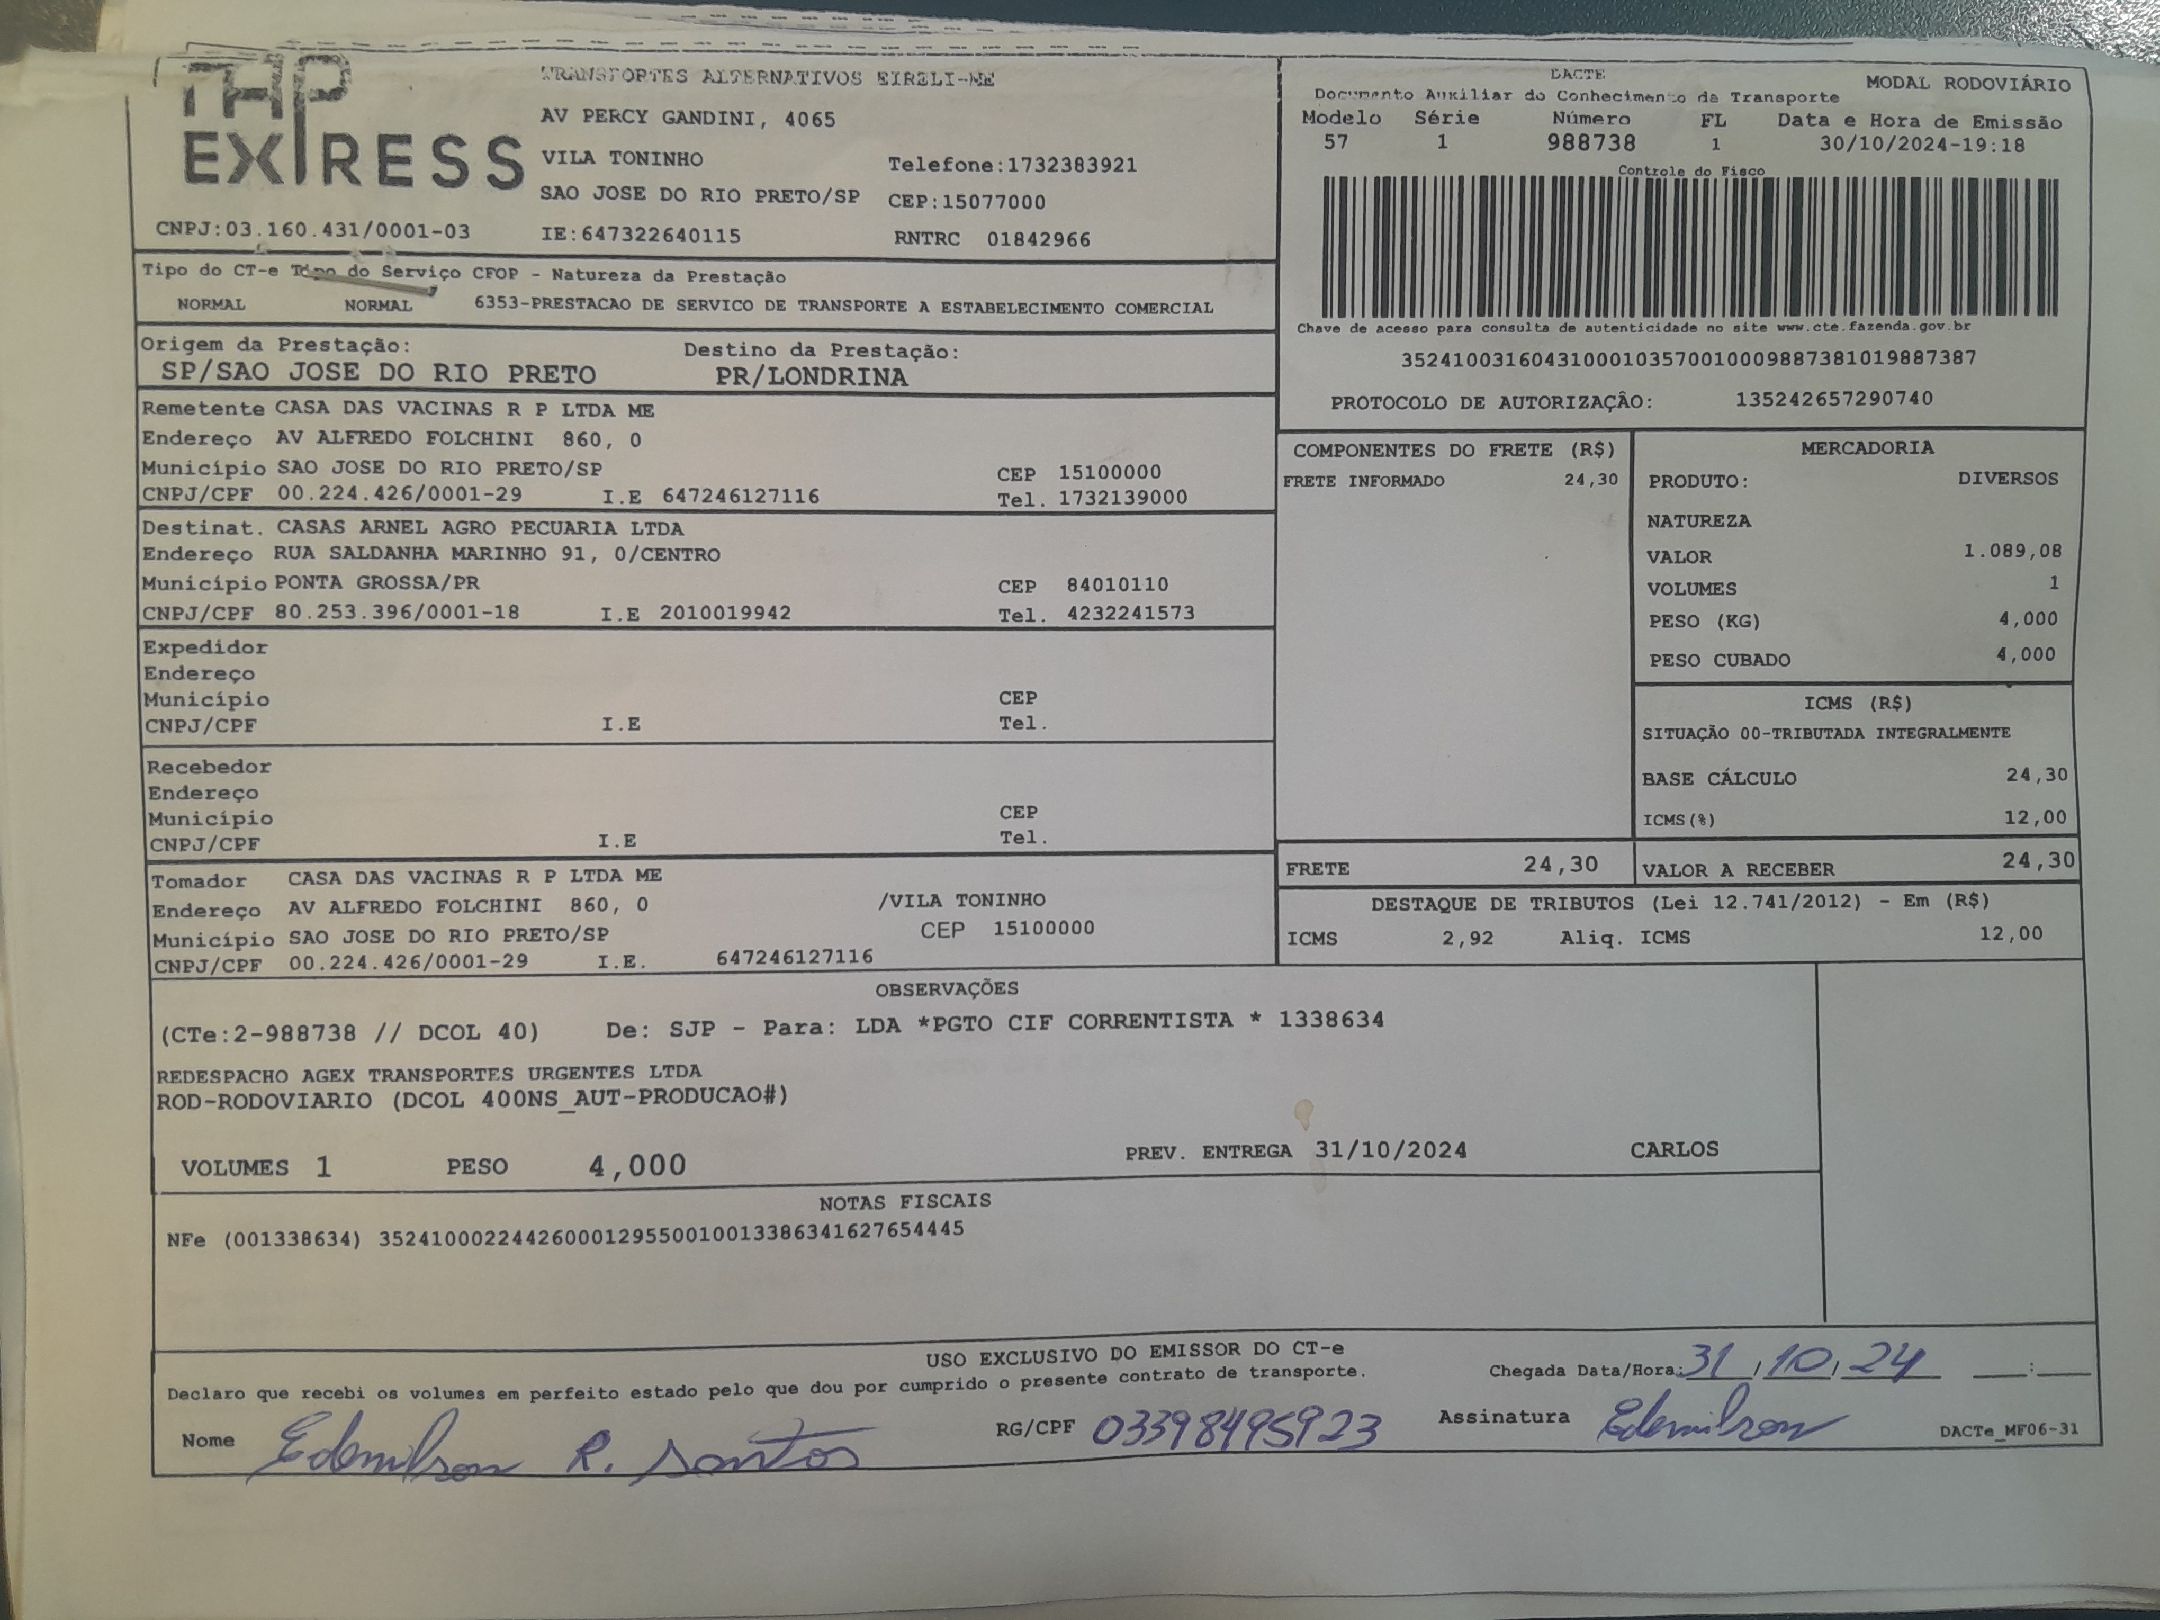 THP
EXPRESS
TRANSPORTES ALTERNATIVOS EIRELI-ME
AV PERCY GANDINI, 4065
VILA TONINHO Telefone:1732383921
SAO JOSE DO RIO PRETO/SP CEP:15077000
CNPJ:03.160.431/0001-03 IE:647322640115 RNTRC 01842966
DACTE MODAL RODOVIÁRIO
Documento Auxiliar do Conhecimento de Transporte
Modelo Série Número FL Data e Hora de Emissão
57 1 988738 1 30/10/2024-19:18
Controle do Fisco
Chave de acesso para consulta de autenticidade no site www.cte.fazenda.gov.br
35241003160431000103570010009887381019887387
PROTOCOLO DE AUTORIZAÇÃO: 135242657290740
Tipo do CT-e Tipo do Serviço CFOP - Natureza da Prestação
NORMAL NORMAL 6353-PRESTACAO DE SERVICO DE TRANSPORTE A ESTABELECIMENTO COMERCIAL
Origem da Prestação: Destino da Prestação:
SP/SAO JOSE DO RIO PRETO PR/LONDRINA
Remetente CASA DAS VACINAS R P LTDA ME
Endereço AV ALFREDO FOLCHINI 860, 0
Município SAO JOSE DO RIO PRETO/SP CEP 15100000
CNPJ/CPF 00.224.426/0001-29 I.E 647246127116 Tel. 1732139000
Destinat. CASAS ARNEL AGRO PECUARIA LTDA
Endereço RUA SALDANHA MARINHO 91, 0/CENTRO
Município PONTA GROSSA/PR CEP 84010110
CNPJ/CPF 80.253.396/0001-18 I.E 2010019942 Tel. 4232241573
Expedidor
Endereço
Município CEP
CNPJ/CPF I.E Tel.
Recebedor
Endereço
Município CEP
CNPJ/CPF I.E Tel.
Tomador CASA DAS VACINAS R P LTDA ME
Endereço AV ALFREDO FOLCHINI 860, 0 /VILA TONINHO
Município SAO JOSE DO RIO PRETO/SP CEP 15100000
CNPJ/CPF 00.224.426/0001-29 I.E. 647246127116
COMPONENTES DO FRETE (R$)
FRETE INFORMADO 24,30
MERCADORIA
PRODUTO: DIVERSOS
NATUREZA
VALOR 1.089,08
VOLUMES 1
PESO (KG) 4,000
PESO CUBADO 4,000
ICMS (R$)
SITUAÇÃO 00-TRIBUTADA INTEGRALMENTE
BASE CÁLCULO 24,30
ICMS(%) 12,00
FRETE 24,30 VALOR A RECEBER 24,30
DESTAQUE DE TRIBUTOS (Lei 12.741/2012) - Em (R$)
ICMS 2,92 Aliq. ICMS 12,00
OBSERVAÇÕES
(CTe:2-988738 // DCOL 40) De: SJP - Para: LDA *PGTO CIF CORRENTISTA * 1338634
REDESPACHO AGEX TRANSPORTES URGENTES LTDA
ROD-RODOVIARIO (DCOL 400NS_AUT-PRODUCAO#)
VOLUMES 1 PESO 4,000 PREV. ENTREGA 31/10/2024 CARLOS
NOTAS FISCAIS
NFe (001338634) 35241000224426000129550010013386341627654445
USO EXCLUSIVO DO EMISSOR DO CT-e
Declaro que recebi os volumes em perfeito estado pelo que dou por cumprido o presente contrato de transporte.
Chegada Data/Hora: 31/10/24 __:__
Nome Edemilson R. Santos RG/CPF 03398495923 Assinatura Edemilson DACTe_MF06-31